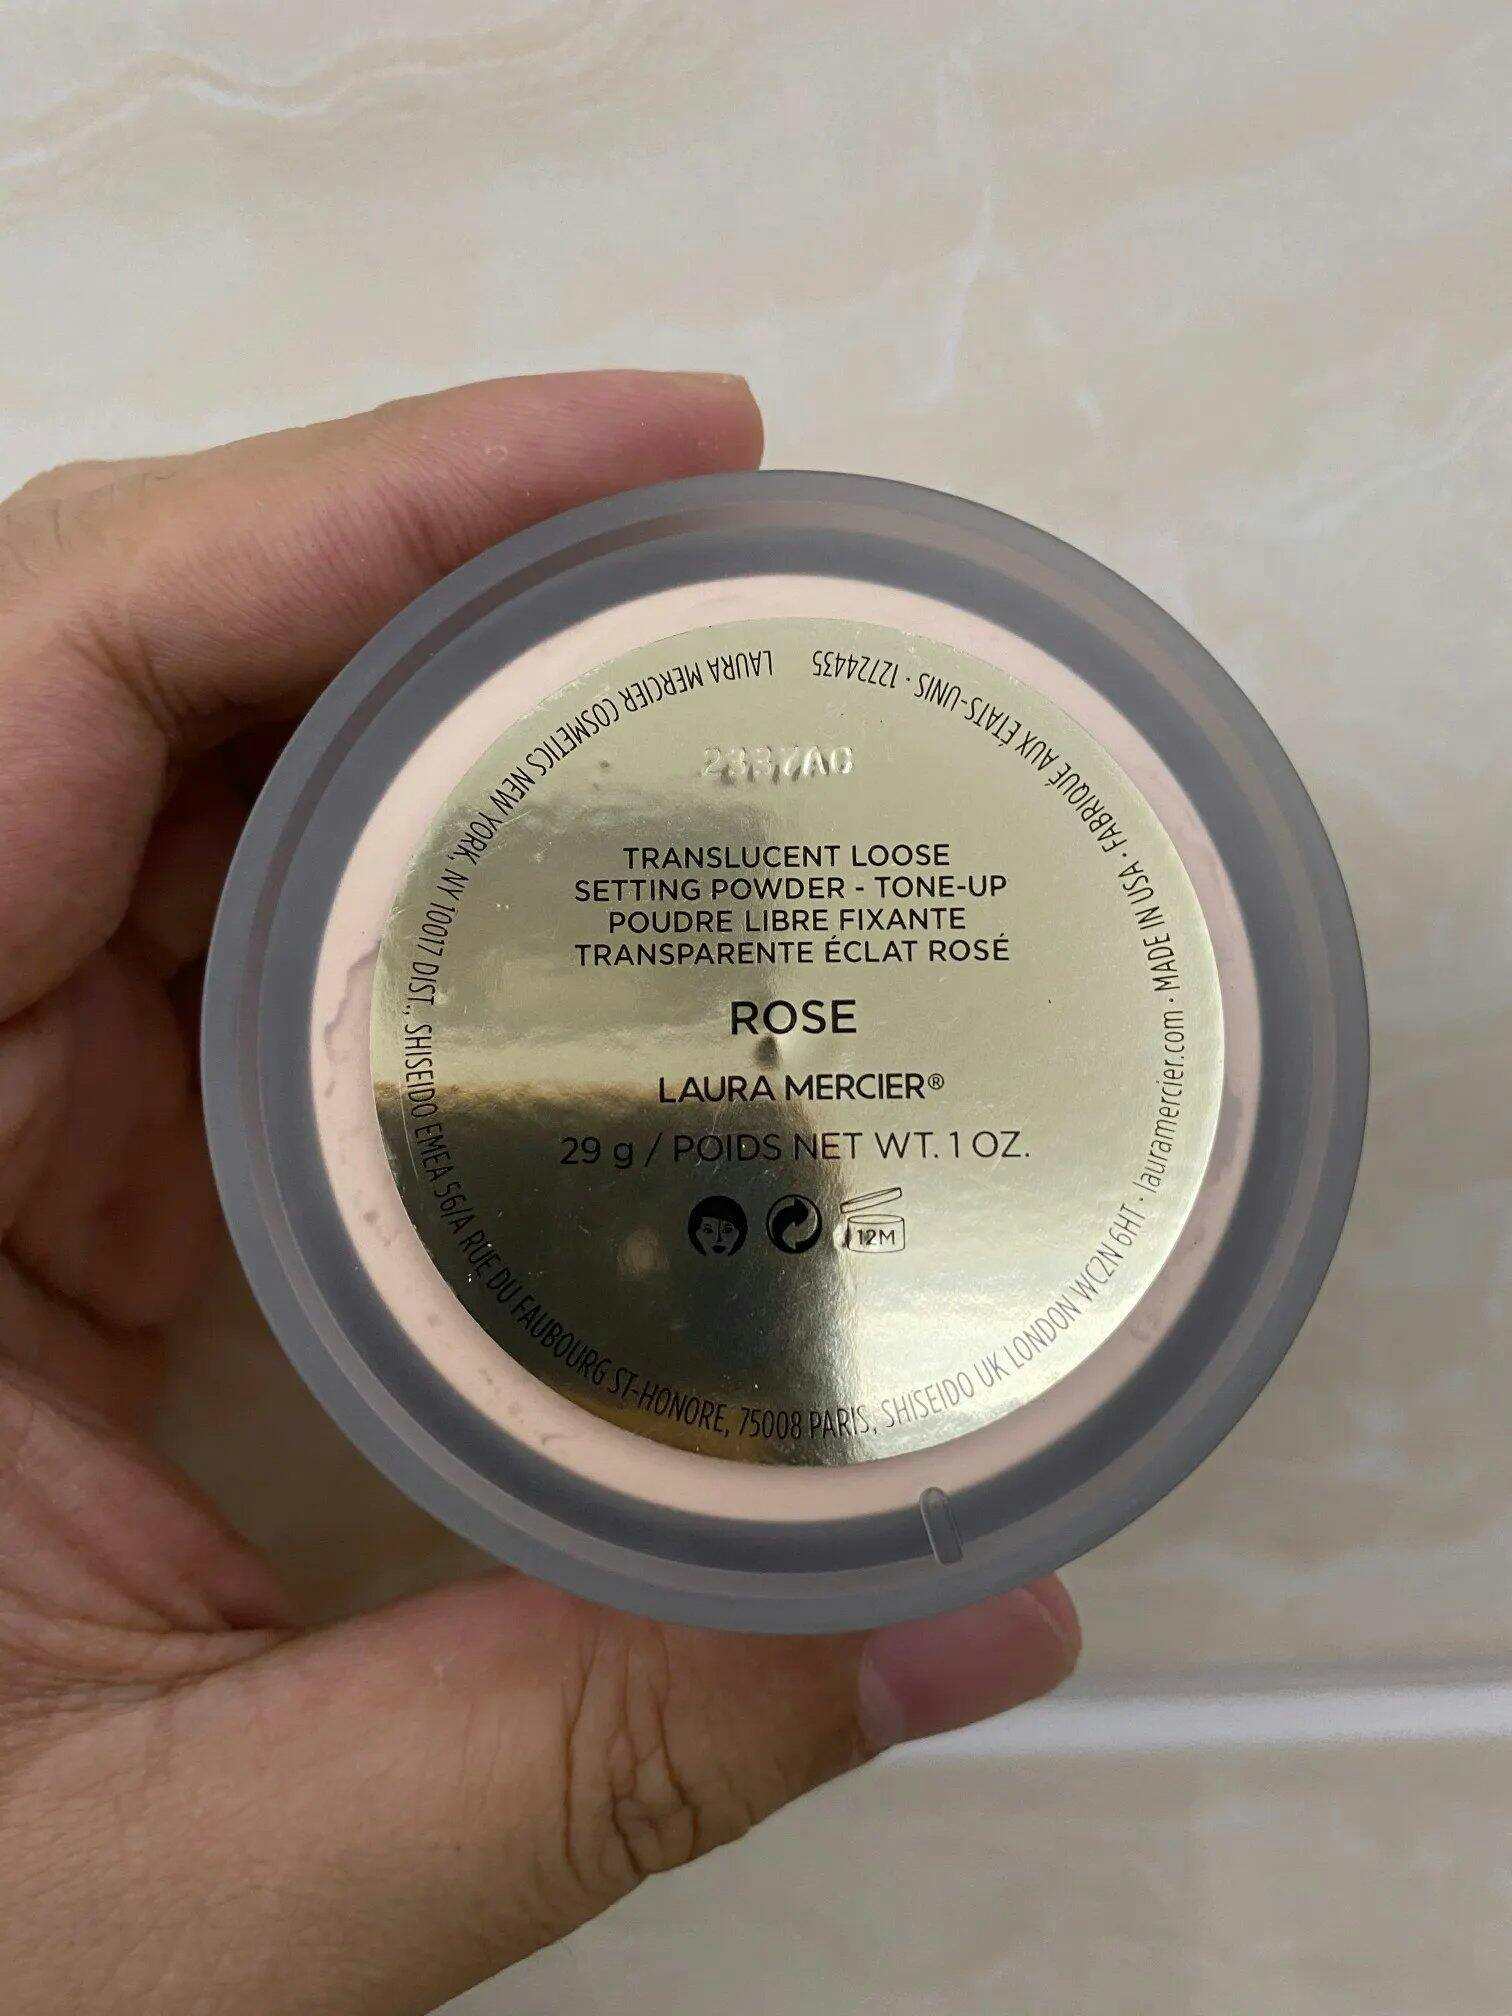 TRANSLUCENT LOOSE
SETTING POWDER - TONE-UP
POUDRE LIBRE FIXANTE
TRANSPARENTE ÉCLAT ROSÉ
ROSE
LAURA MERCIER®
29 g / POIDS NET WT. 1 OZ.
12M
LAURA MERCIER COSMETICS NEW YORK, NY 10017 DIST., SHISEIDO EMEA 56/A RUE DU FAUBOURG ST-HONORE, 75008 PARIS, SHISEIDO UK LONDON WC2N 6HT · lauramercier.com · MADE IN USA · FABRIQUÉ AUX ÉTATS-UNIS · 12724435